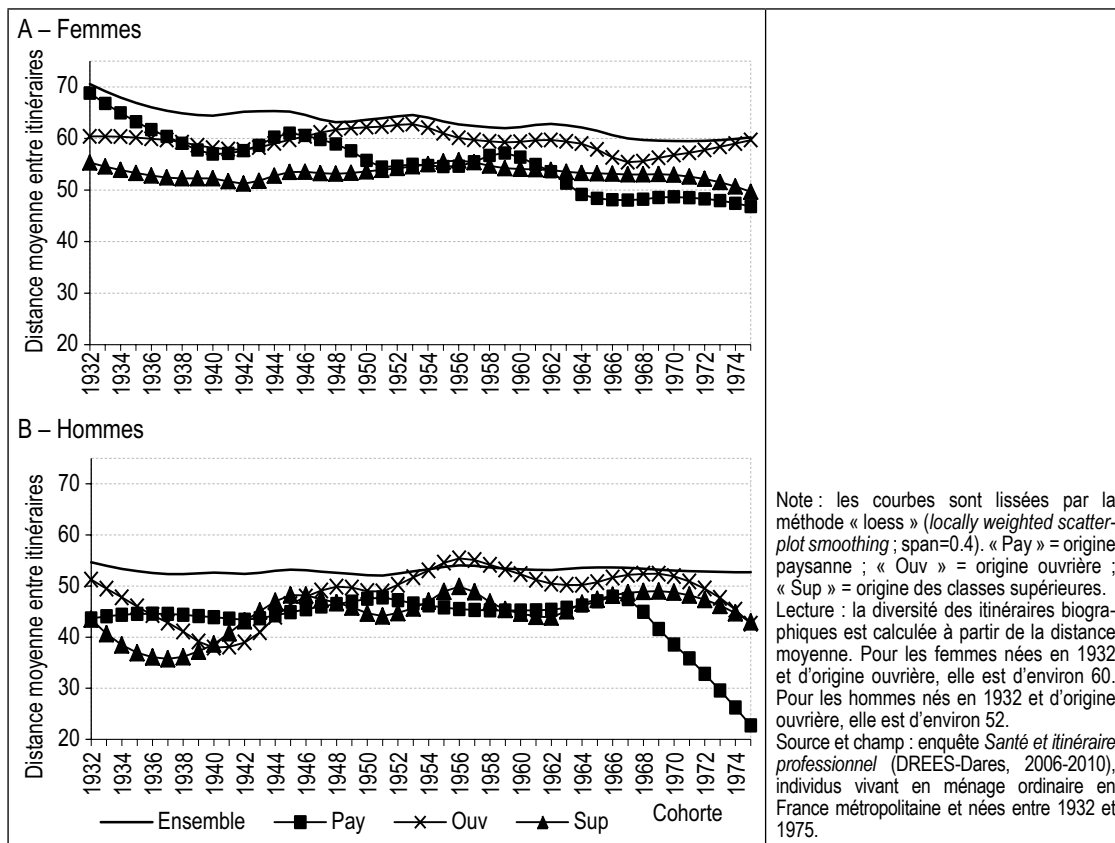 A – Femmes
Distance moyenne entre itinéraires
70
60
50
40
30
20
1932
1934
1936
1938
1940
1942
1944
1946
1948
1950
1952
1954
1956
1958
1960
1962
1964
1966
1968
1970
1972
1974
B – Hommes
Distance moyenne entre itinéraires
70
60
50
40
30
20
1932
1934
1936
1938
1940
1942
1944
1946
1948
1950
1952
1954
1956
1958
1960
1962
1964
1966
1968
1970
1972
1974
Cohorte
Ensemble Pay Ouv Sup
Note : les courbes sont lissées par la
méthode « loess » (locally weighted scatter-
plot smoothing ; span=0.4). « Pay » = origine
paysanne ; « Ouv » = origine ouvrière ;
« Sup » = origine des classes supérieures.
Lecture : la diversité des itinéraires biogra-
phiques est calculée à partir de la distance
moyenne. Pour les femmes nées en 1932
et d’origine ouvrière, elle est d’environ 60.
Pour les hommes nés en 1932 et d’origine
ouvrière, elle est d’environ 52.
Source et champ : enquête Santé et itinéraire
professionnel (DREES-Dares, 2006-2010),
individus vivant en ménage ordinaire en
France métropolitaine et nées entre 1932 et
1975.